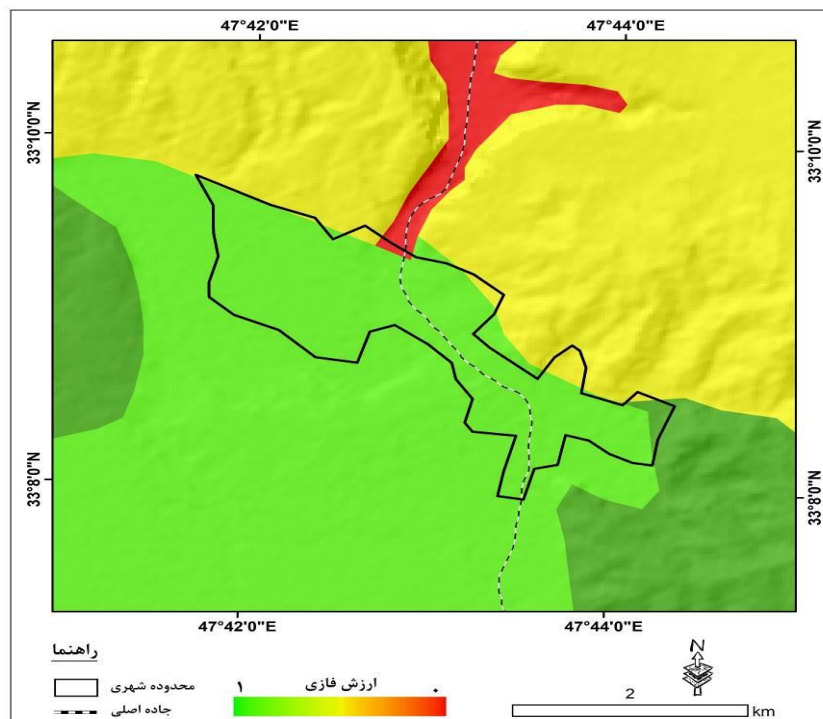 47°42'0"E 47°44'0"E
33°10'0"N 33°10'0"N
33°8'0"N 33°8'0"N
47°42'0"E 47°44'0"E
راهنما
محدوده شهری
جاده اصلی
ارزش فازی
۱ ۰
N
2
km